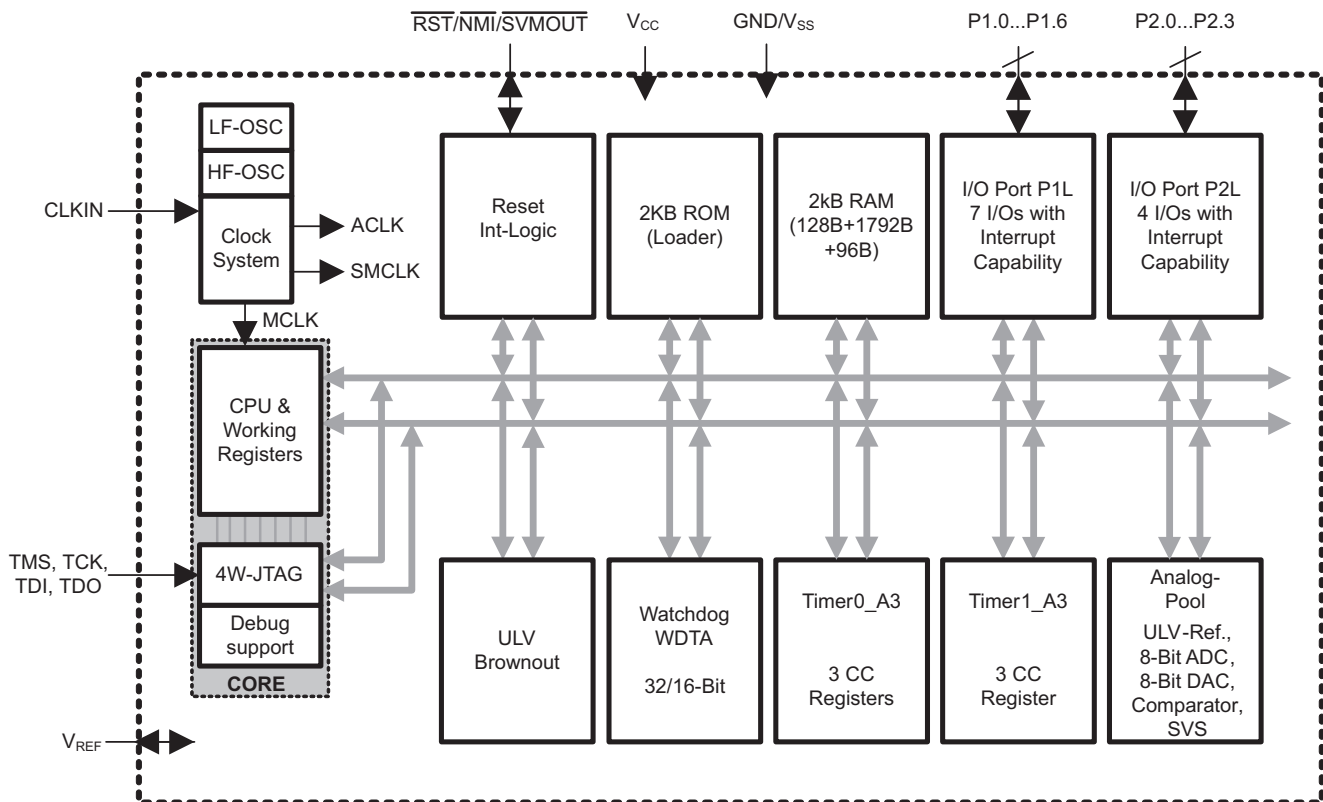 RST/NMI/SVMOUT
VCC
GND/VSS
P1.0...P1.6
P2.0...P2.3
LF-OSC
HF-OSC
CLKIN
Clock
System
ACLK
SMCLK
MCLK
Reset
Int-Logic
2KB ROM
(Loader)
2kB RAM
(128B+1792B
+96B)
I/O Port P1L
7 I/Os with
Interrupt
Capability
I/O Port P2L
4 I/Os with
Interrupt
Capability
CPU &
Working
Registers
TMS, TCK,
TDI, TDO
4W-JTAG
Debug
support
CORE
ULV
Brownout
Watchdog
WDTA
32/16-Bit
Timer0_A3
3 CC
Registers
Timer1_A3
3 CC
Register
Analog-
Pool
ULV-Ref.,
8-Bit ADC,
8-Bit DAC,
Comparator,
SVS
VREF